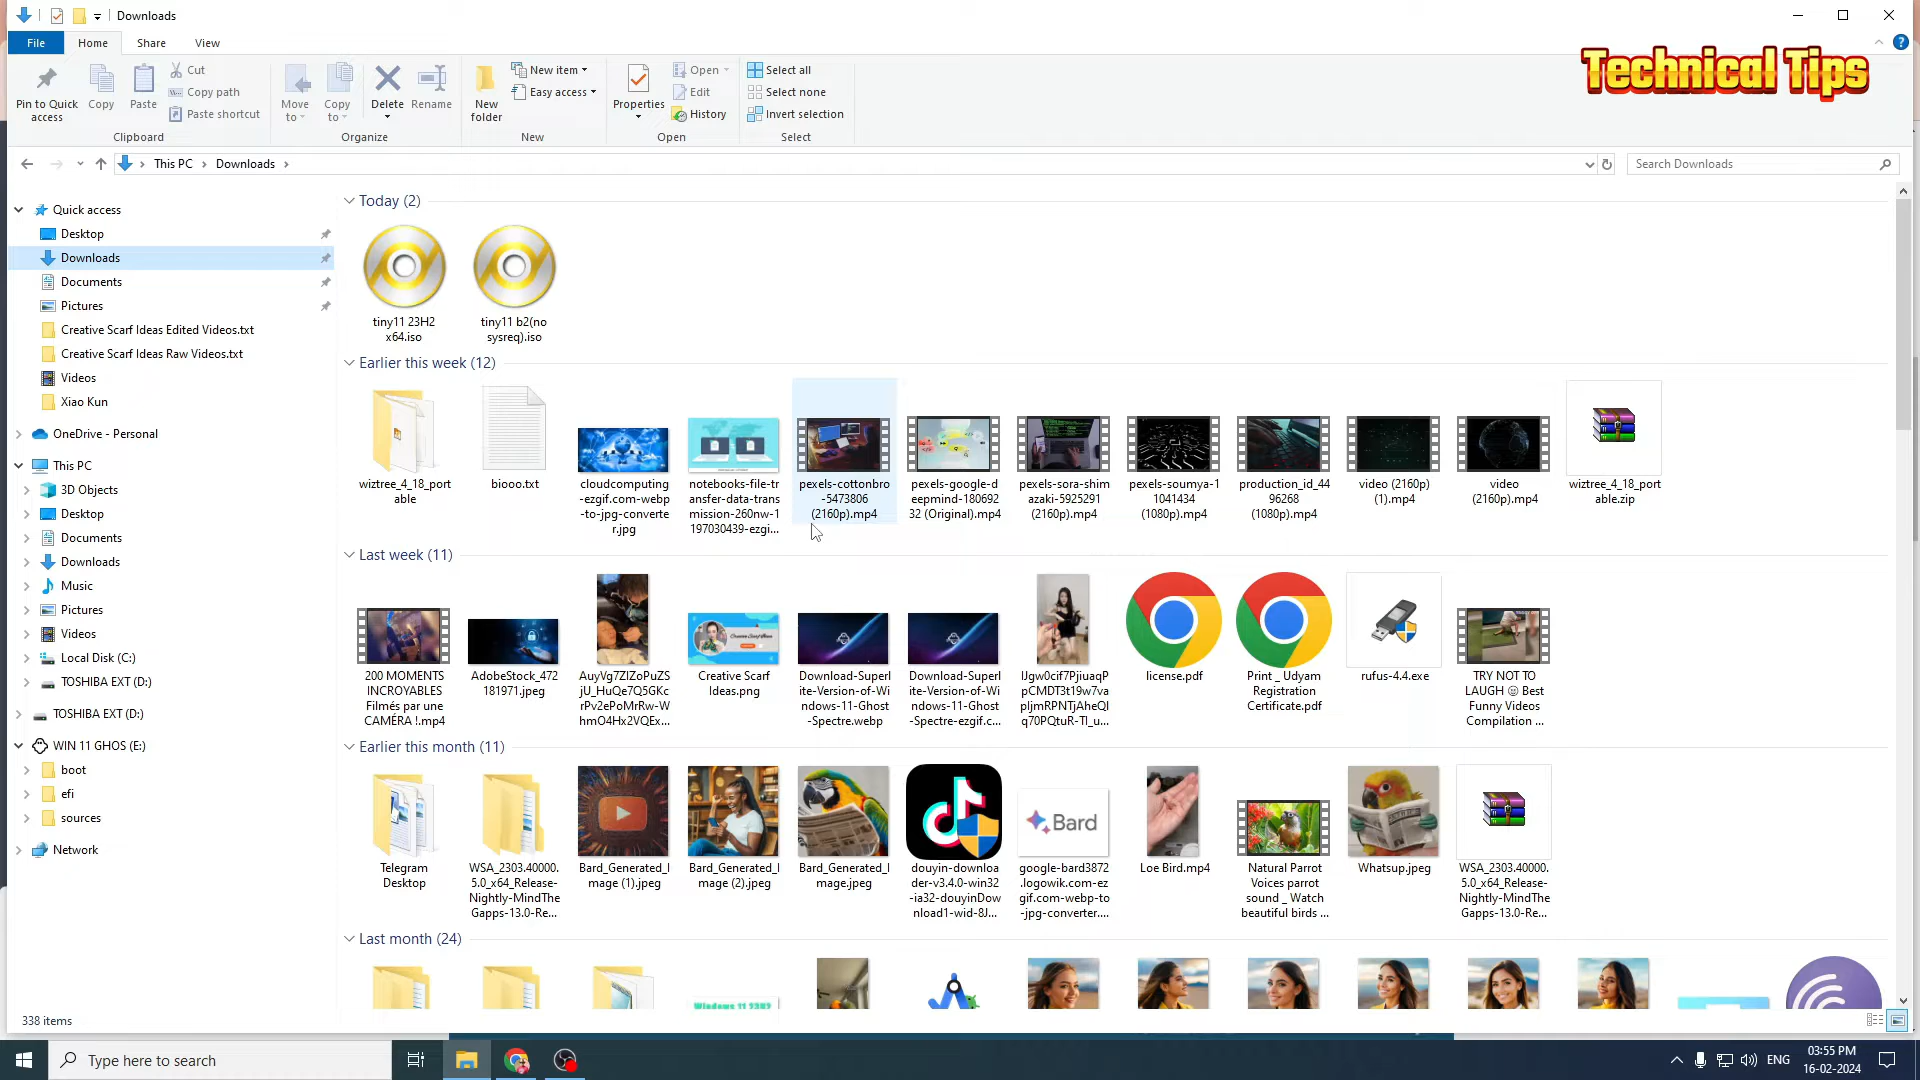 Downloads
File
Home
Share
View
Technical Tips
Pin to Quick
access
Copy
Paste
Cut
Copy path
Paste shortcut
Clipboard
Move
to
Copy
to
Delete
Rename
Organize
New
folder
New item
Easy access
New
Properties
Open
Edit
History
Open
Select all
Select none
Invert selection
Select
This PC
Downloads
Search Downloads
Quick access
Desktop
Downloads
Documents
Pictures
Creative Scarf Ideas Edited Videos.txt
Creative Scarf Ideas Raw Videos.txt
Videos
Xiao Kun
OneDrive - Personal
This PC
3D Objects
Desktop
Documents
Downloads
Music
Pictures
Videos
Local Disk (C:)
TOSHIBA EXT (D:)
TOSHIBA EXT (D:)
WIN 11 GHOS (E:)
boot
efi
sources
Network
Today (2)
tiny11 23H2
x64.iso
tiny11 b2(no
sysreq).iso
Earlier this week (12)
wiztree_4_18_port
able
biooo.txt
cloudcomputing
-ezgif.com-webp
-to-jpg-converte
r.jpg
notebooks-file-tr
ansfer-data-trans
mission-260nw-1
197030439-ezgi...
pexels-cottonbro
-5473806
(2160p).mp4
pexels-google-d
eepmind-180692
32 (Original).mp4
pexels-sora-shim
azaki-5925291
(2160p).mp4
pexels-soumya-1
1041434
(1080p).mp4
production_id_44
96268
(1080p).mp4
video (2160p)
(1).mp4
video
(2160p).mp4
wiztree_4_18_port
able.zip
Last week (11)
200 MOMENTS
INCROYABLES
Filmés par une
CAMÉRA !.mp4
AdobeStock_472
181971.jpeg
AuyVg7ZlZoPuZS
jU_HuQe7Q5GKc
rPv2ePoMrRw-W
hmO4Hx2VQEx...
Creative Scarf
Ideas.png
Download-Superl
ite-Version-of-Wi
ndows-11-Ghost
-Spectre.webp
Download-Superl
ite-Version-of-Wi
ndows-11-Ghost
-Spectre-ezgif.c...
IJgw0cif7PjiuaqP
pCMDT3t19w7va
pljmRPNTjAheQl
q70PQtuR-Tl_u...
license.pdf
Print _ Udyam
Registration
Certificate.pdf
rufus-4.4.exe
TRY NOT TO
LAUGH 😄 Best
Funny Videos
Compilation ...
Earlier this month (11)
Telegram
Desktop
WSA_2303.40000.
5.0_x64_Release-
Nightly-MindThe
Gapps-13.0-Re...
Bard_Generated_I
mage (1).jpeg
Bard_Generated_I
mage (2).jpeg
Bard_Generated_I
mage.jpeg
douyin-downloa
der-v3.4.0-win32
-ia32-douyinDow
nload1-wid-8J...
Bard
google-bard3872
.logowik.com-ez
gif.com-webp-to
-jpg-converter....
Loe Bird.mp4
Natural Parrot
Voices parrot
sound _ Watch
beautiful birds ...
Whatsup.jpeg
WSA_2303.40000.
5.0_x64_Release-
Nightly-MindThe
Gapps-13.0-Re...
Last month (24)
Windows 11 23H2
338 items
Type here to search
ENG
03:55 PM
16-02-2024